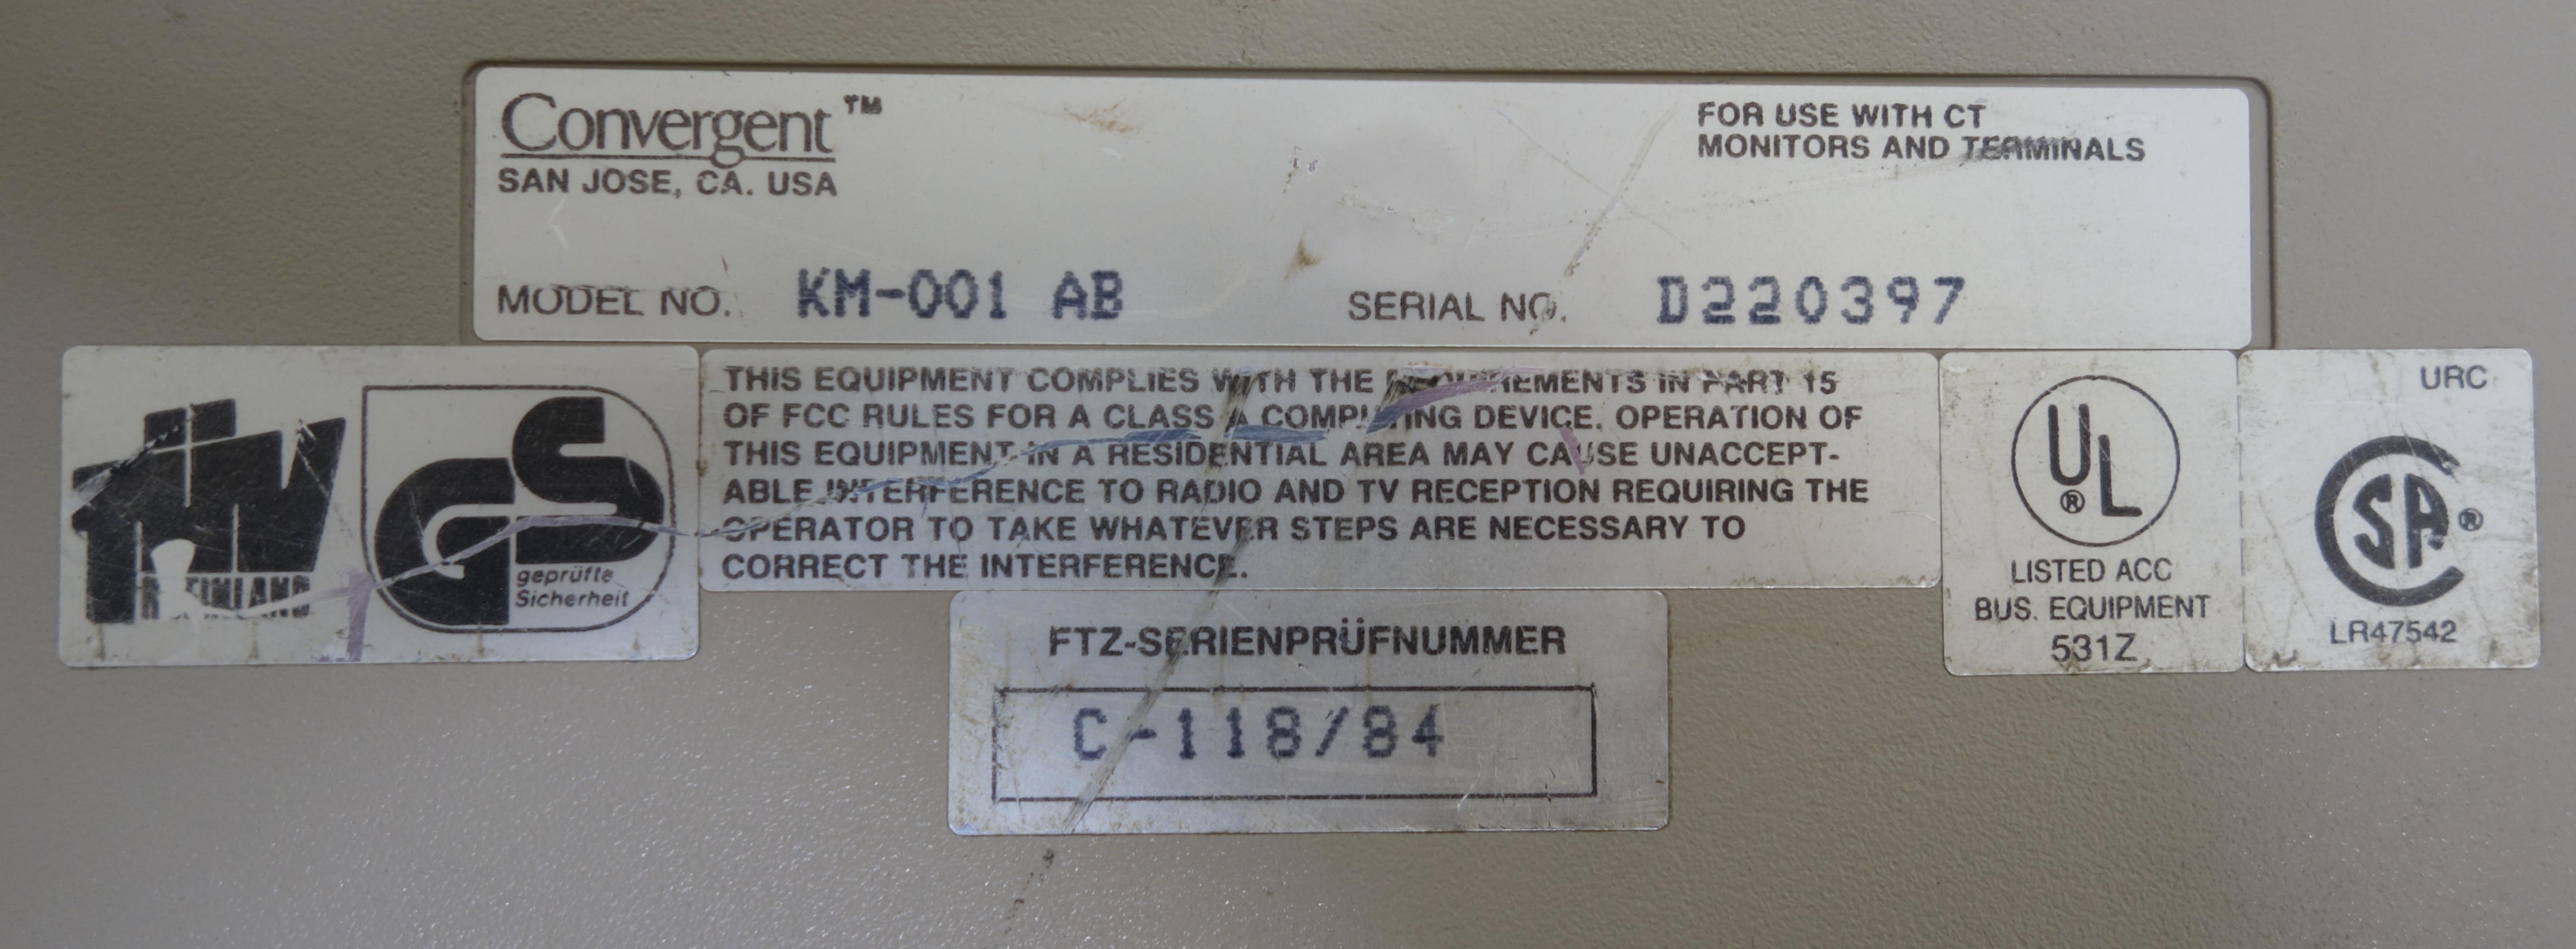 Convergent™
SAN JOSE, CA. USA
FOR USE WITH CT
MONITORS AND TERMINALS
MODEL NO. KM-001 AB
SERIAL NO. D220397
TÜV
RHEINLAND
GS
geprüfte
Sicherheit
THIS EQUIPMENT COMPLIES WITH THE REQUIREMENTS IN PART 15
OF FCC RULES FOR A CLASS A COMPUTING DEVICE. OPERATION OF
THIS EQUIPMENT IN A RESIDENTIAL AREA MAY CAUSE UNACCEPT-
ABLE INTERFERENCE TO RADIO AND TV RECEPTION REQUIRING THE
OPERATOR TO TAKE WHATEVER STEPS ARE NECESSARY TO
CORRECT THE INTERFERENCE.
UL®
LISTED ACC
BUS. EQUIPMENT
531Z
URC
CSA®
LR47542
FTZ-SERIENPRÜFNUMMER
C-118/84